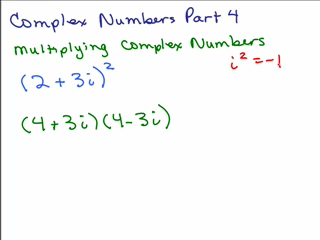 Complex Numbers Part 4
multiplying Complex Numbers
i² = -1
(2 + 3i)²
(4 + 3i)(4 - 3i)